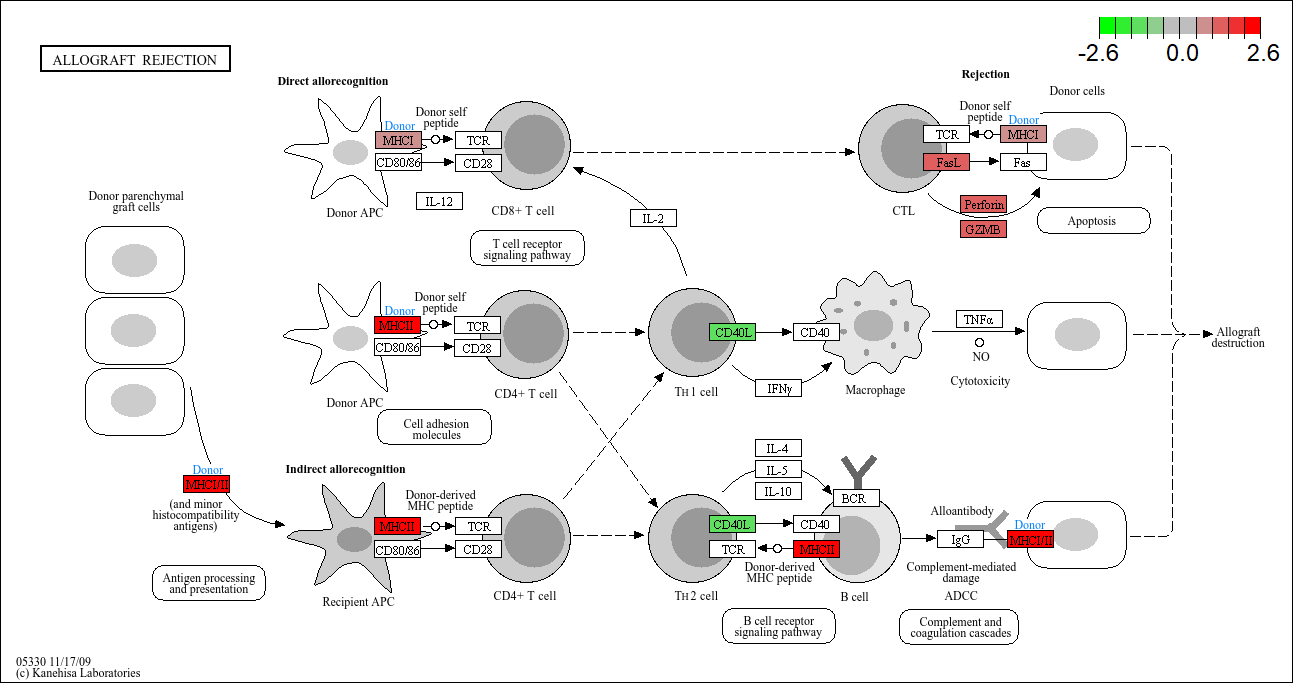 -2.6 0.0 2.6
ALLOGRAFT REJECTION
Direct allorecognition
Donor
MHCI
CD80/86
Donor self
peptide
TCR
CD28
IL-12
Donor APC
CD8+ T cell
T cell receptor
signaling pathway
IL-2
Rejection
Donor cells
Donor self
peptide
Donor
TCR
MHCI
FasL
Fas
Perforin
GZMB
CTL
Apoptosis
Donor parenchymal
graft cells
Donor
MHCII
CD80/86
Donor self
peptide
TCR
CD28
Donor APC
CD4+ T cell
Cell adhesion
molecules
CD40L
CD40
TH1 cell
IFNγ
Macrophage
TNFα
NO
Cytotoxicity
Allograft
destruction
Indirect allorecognition
Donor
MHCI/II
(and minor
histocompatibility
antigens)
Antigen processing
and presentation
MHCII
CD80/86
Donor-derived
MHC peptide
TCR
CD28
Recipient APC
CD4+ T cell
IL-4
IL-5
IL-10
BCR
CD40L
CD40
TCR
MHCII
Donor-derived
MHC peptide
TH2 cell
B cell
B cell receptor
signaling pathway
Alloantibody
IgG
Donor
MHCI/II
Complement-mediated
damage
ADCC
Complement and
coagulation cascades
05330 11/17/09
(c) Kanehisa Laboratories